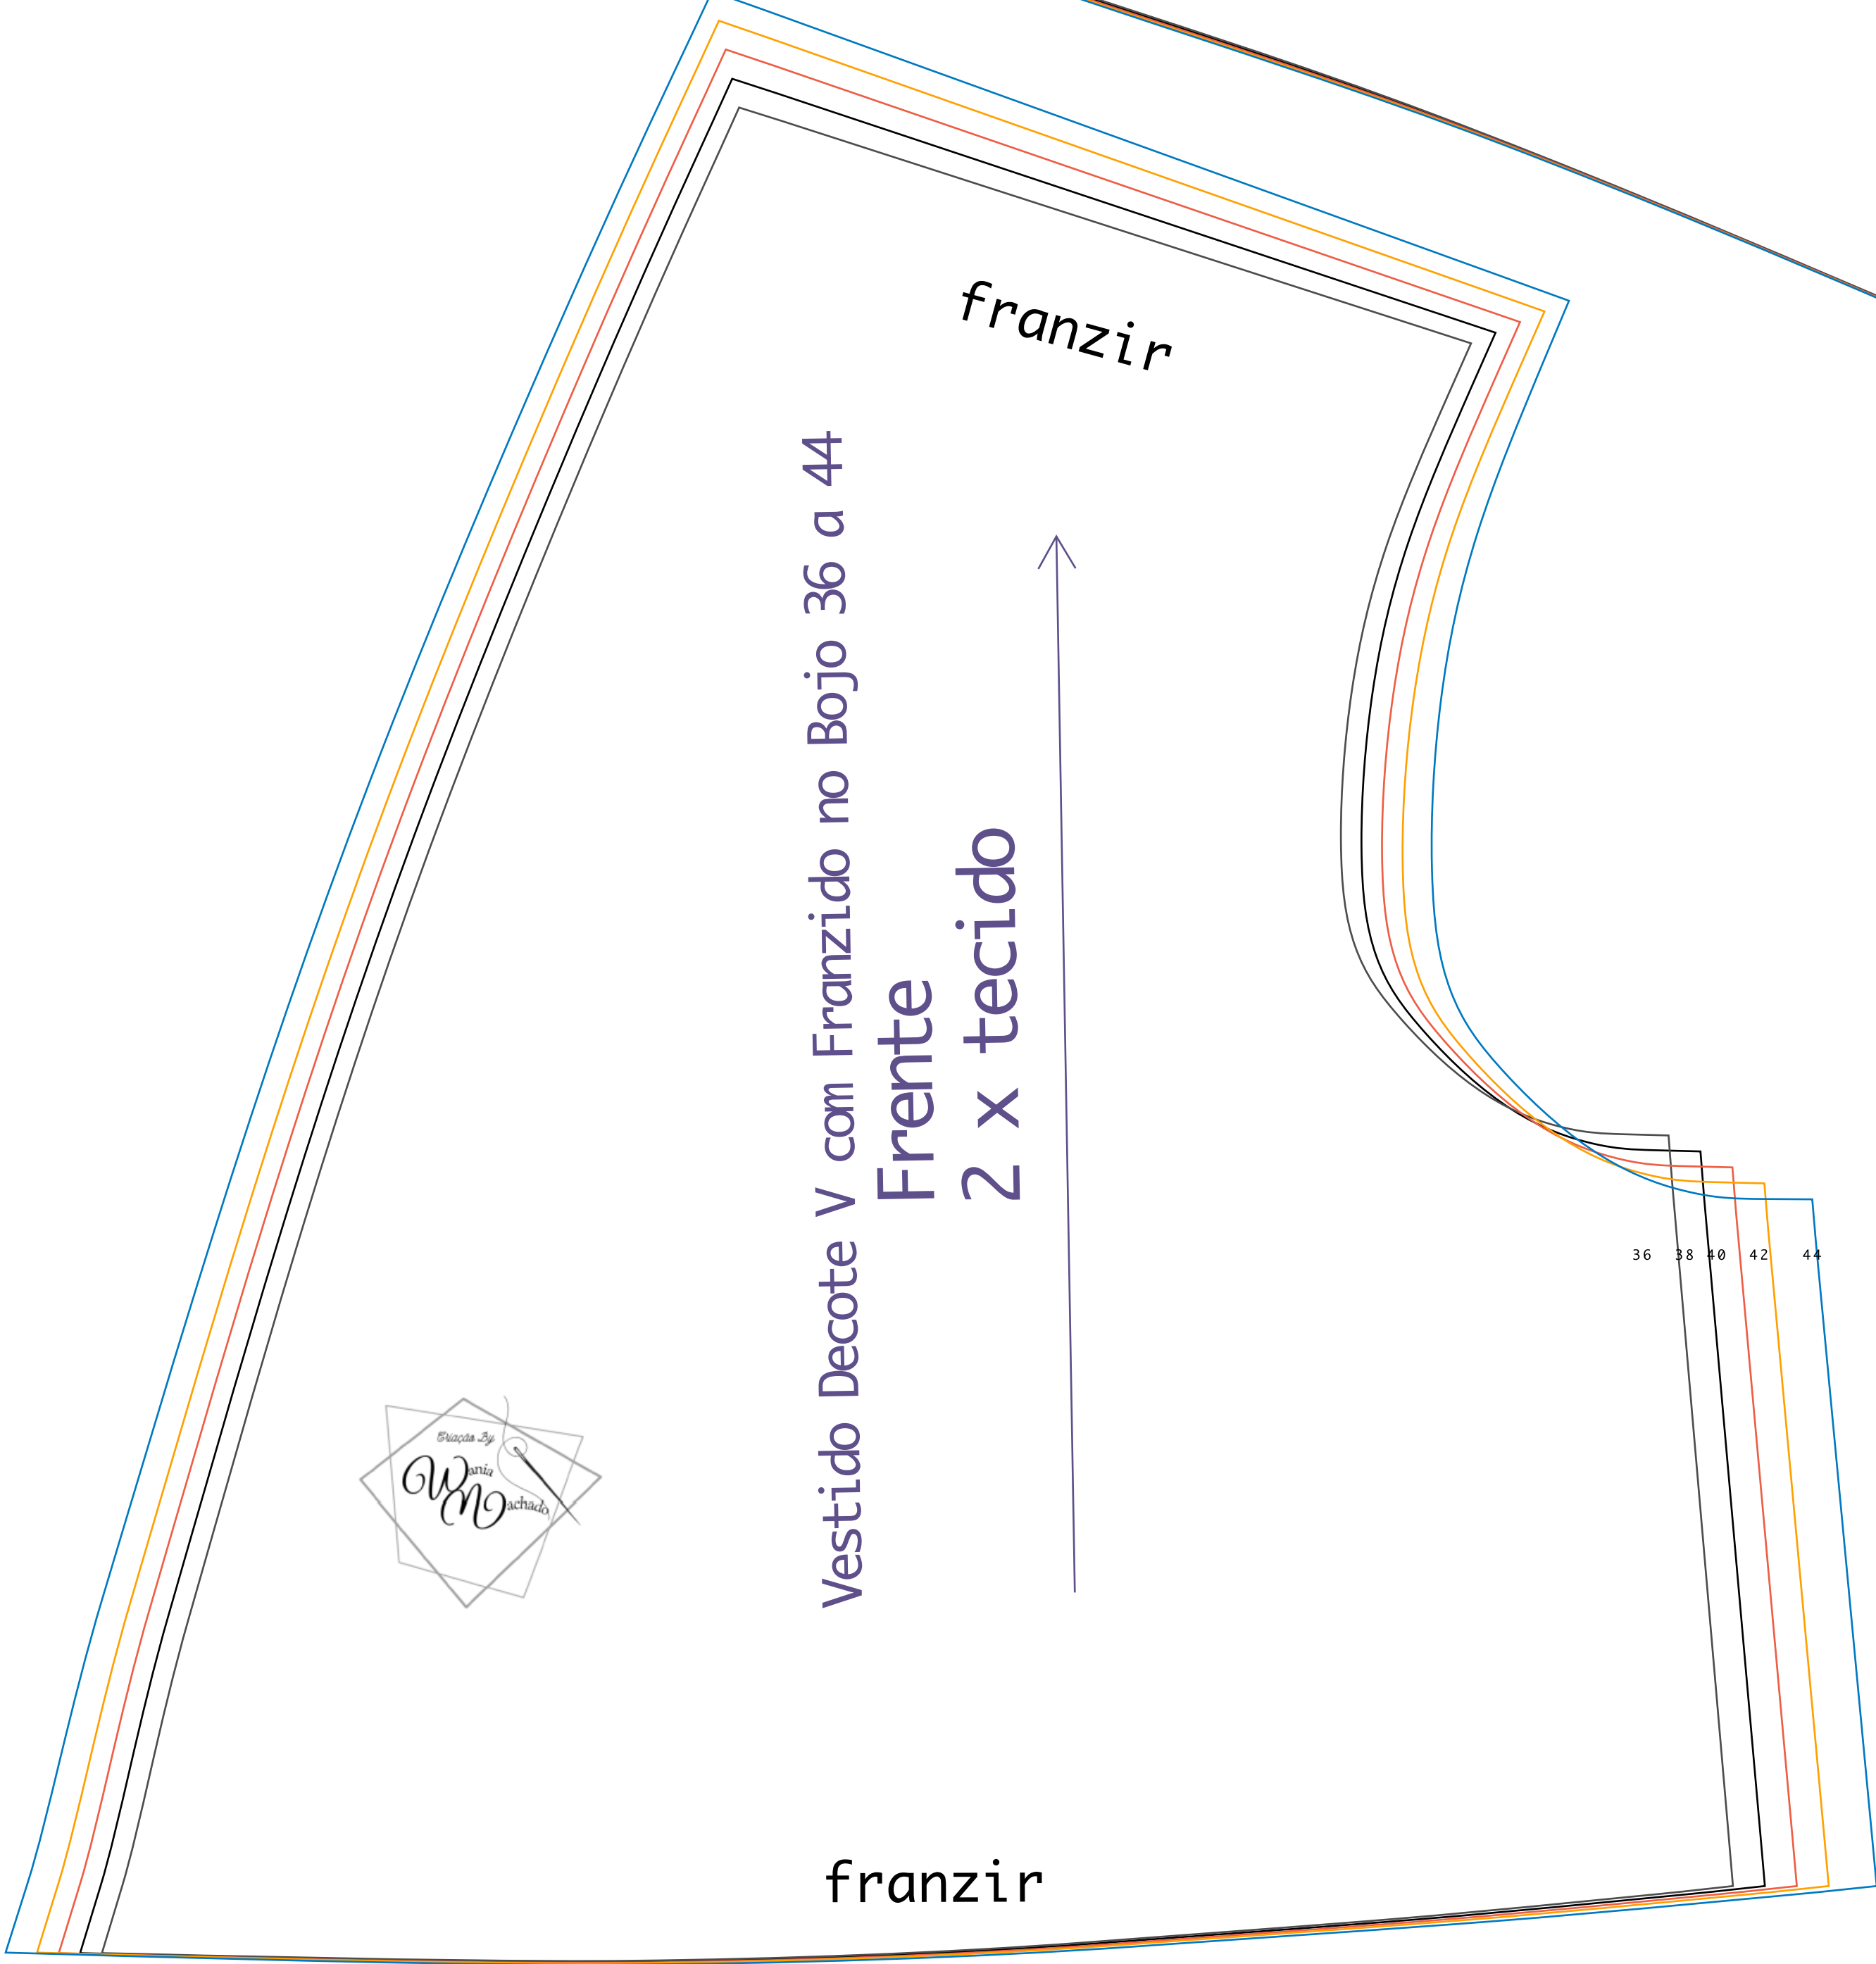 franzir
Vestido Decote V com Franzido no Bojo 36 a 44
Frente
2 x tecido
36 38 40 42 44
Criação By
Wania
Machado
franzir